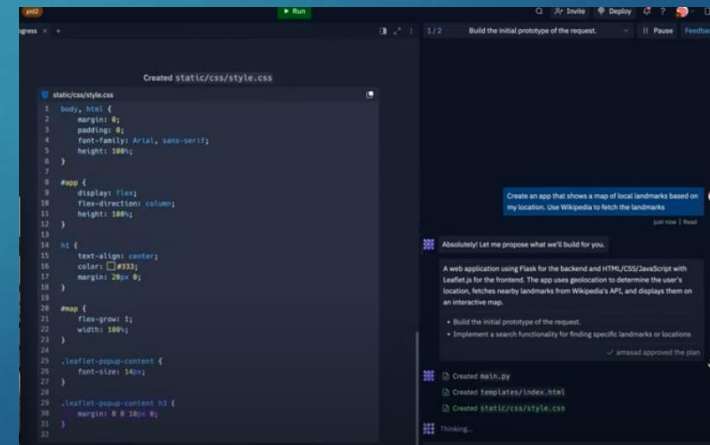 pid2
Run
Invite
Deploy
?
ogress × +
1/2 Build the initial prototype of the request.
Pause
Feedba
Created static/css/style.css
static/css/style.css
1 body, html {
2 margin: 0;
3 padding: 0;
4 font-family: Arial, sans-serif;
5 height: 100%;
6 }
7
8 #app {
9 display: flex;
10 flex-direction: column;
11 height: 100%;
12 }
13
14 h1 {
15 text-align: center;
16 color: #333;
17 margin: 20px 0;
18 }
19
20 #map {
21 flex-grow: 1;
22 width: 100%;
23 }
24
25 .leaflet-popup-content {
26 font-size: 14px;
27 }
28
29 .leaflet-popup-content h3 {
30 margin: 0 0 10px 0;
31 }
32
Create an app that shows a map of local landmarks based on
my location. Use Wikipedia to fetch the landmarks
just now | Read
Absolutely! Let me propose what we'll build for you.
A web application using Flask for the backend and HTML/CSS/JavaScript with
Leaflet.js for the frontend. The app uses geolocation to determine the user's
location, fetches nearby landmarks from Wikipedia's API, and displays them on
an interactive map.
• Build the initial prototype of the request.
• Implement a search functionality for finding specific landmarks or locations
✓ amasad approved the plan
Created main.py
Created templates/index.html
Created static/css/style.css
Thinking...